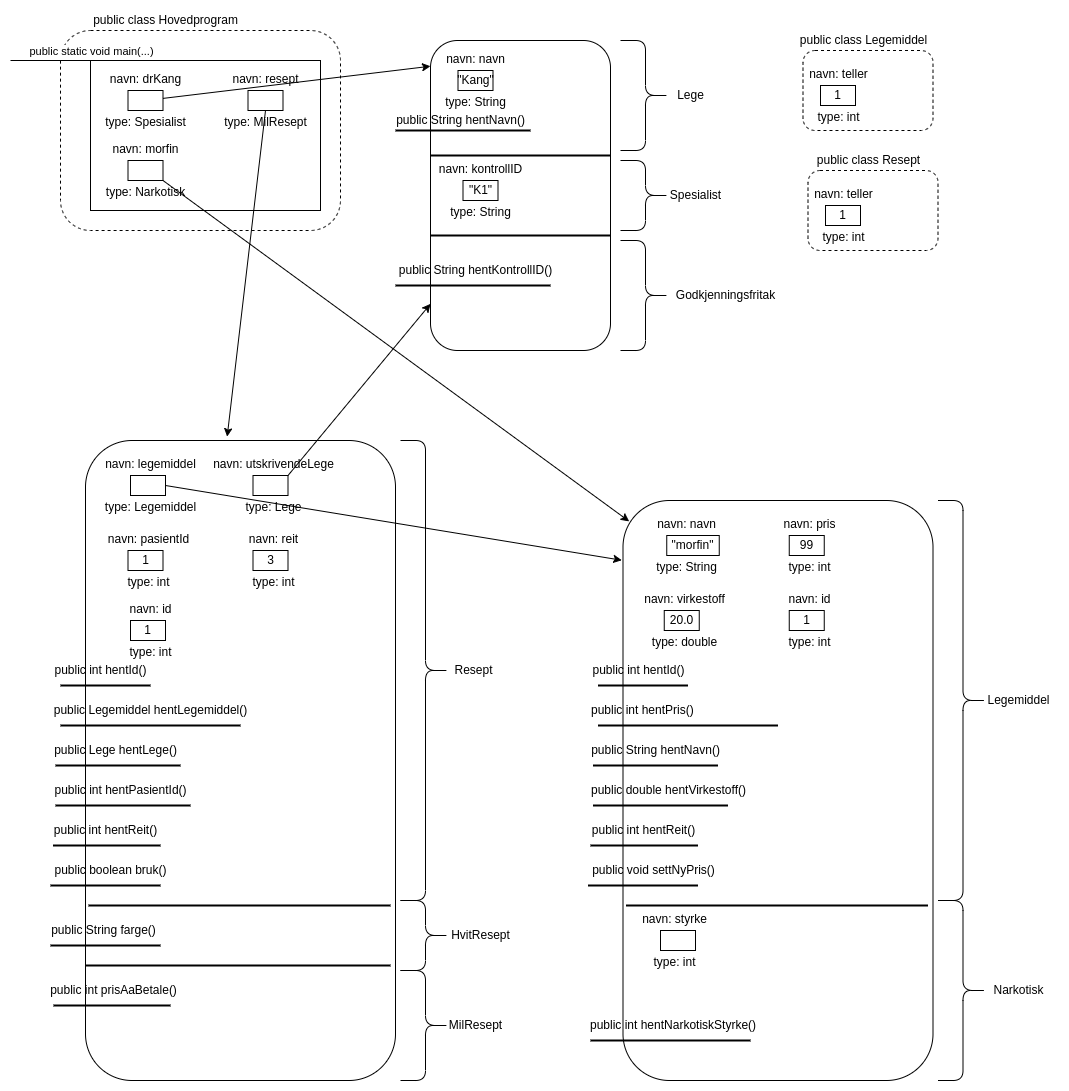 public class Hovedprogram
public static void main(...)
navn: drKang
type: Spesialist
navn: resept
type: MilResept
navn: morfin
type: Narkotisk
navn: navn
"Kang"
type: String
public String hentNavn()
Lege
navn: kontrollID
"K1"
type: String
Spesialist
public String hentKontrollID()
Godkjenningsfritak
public class Legemiddel
navn: teller
1
type: int
public class Resept
navn: teller
1
type: int
navn: legemiddel
type: Legemiddel
navn: utskrivendeLege
type: Lege
navn: pasientId
1
type: int
navn: reit
3
type: int
navn: id
1
type: int
public int hentId()
public Legemiddel hentLegemiddel()
public Lege hentLege()
public int hentPasientId()
public int hentReit()
public boolean bruk()
Resept
public String farge()
HvitResept
public int prisAaBetale()
MilResept
navn: navn
"morfin"
type: String
navn: pris
99
type: int
navn: virkestoff
20.0
type: double
navn: id
1
type: int
public int hentId()
public int hentPris()
public String hentNavn()
public double hentVirkestoff()
public int hentReit()
public void settNyPris()
Legemiddel
navn: styrke
type: int
public int hentNarkotiskStyrke()
Narkotisk